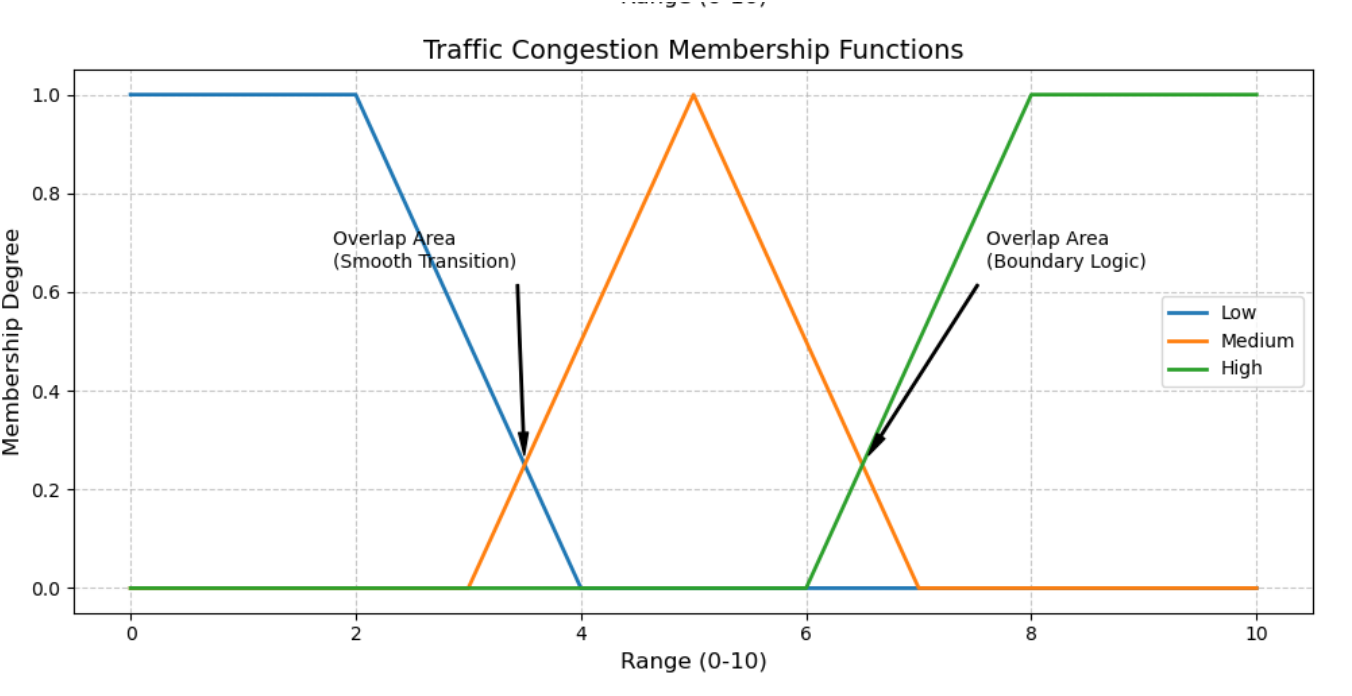 Traffic Congestion Membership Functions
1.0
0.8
0.6
0.4
0.2
0.0
Membership Degree
Overlap Area
(Smooth Transition)
Overlap Area
(Boundary Logic)
Low
Medium
High
0 2 4 6 8 10
Range (0-10)